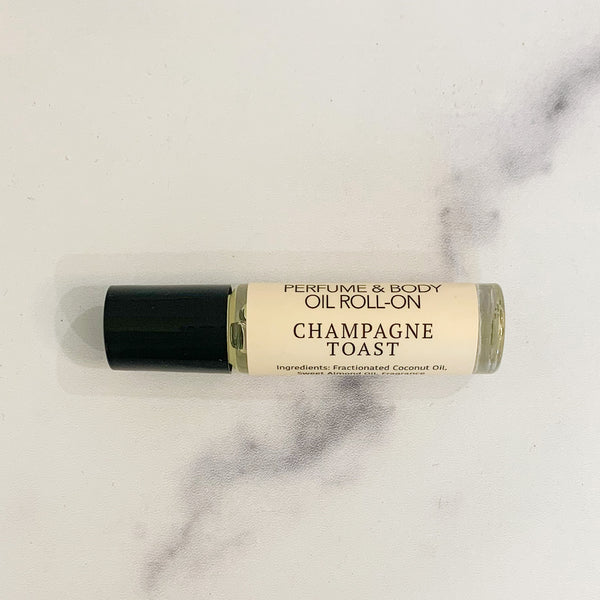 PERFUME & BODY
OIL ROLL-ON
CHAMPAGNE
TOAST
Ingredients: Fractionated Coconut Oil,
Sweet Almond Oil, Fragrance